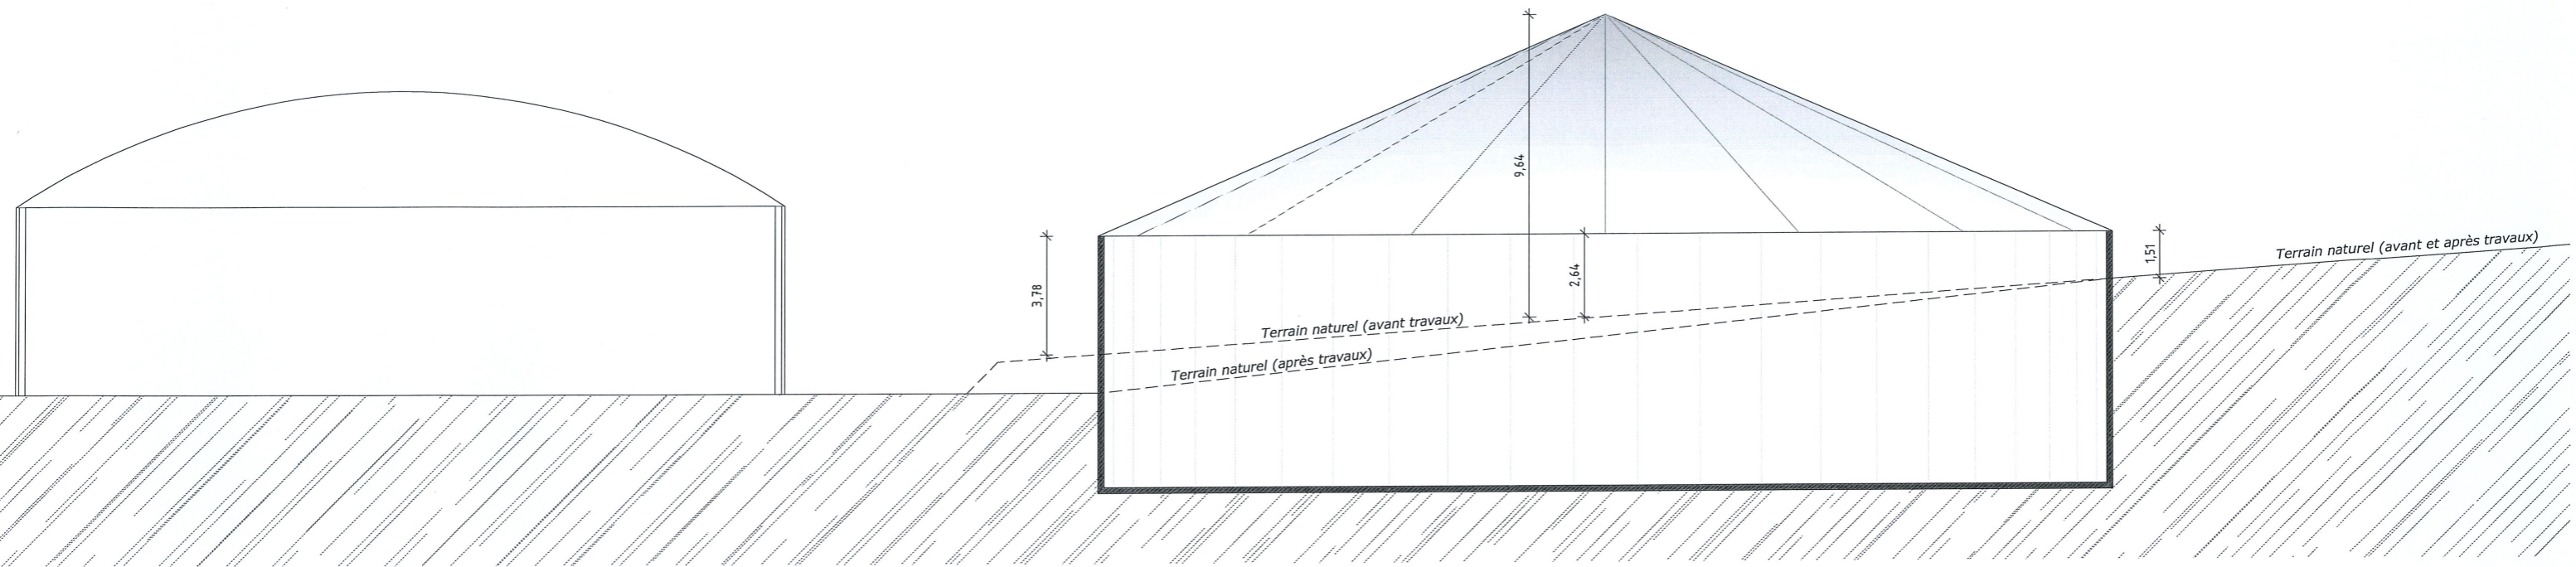 9,64
Terrain naturel (avant et après travaux)
1,51
2,64
3,78
Terrain naturel (avant travaux)
Terrain naturel (après travaux)